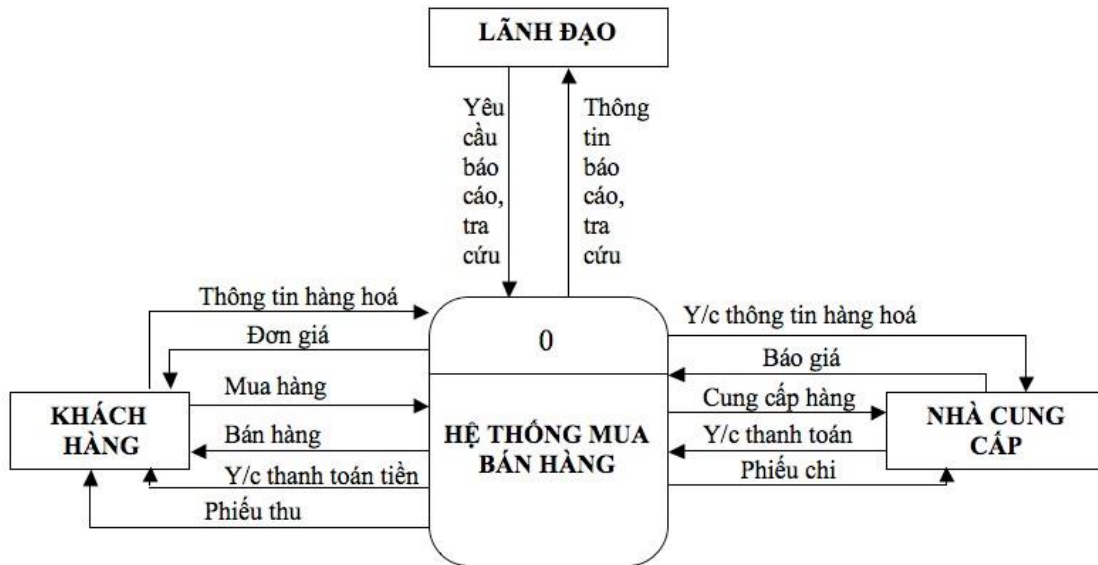 LÃNH ĐẠO
Yêu
cầu
báo
cáo,
tra
cứu
Thông
tin
báo
cáo,
tra
cứu
Thông tin hàng hoá
Đơn giá
Mua hàng
Bán hàng
Y/c thanh toán tiền
Phiếu thu
KHÁCH
HÀNG
0
HỆ THỐNG MUA
BÁN HÀNG
Y/c thông tin hàng hoá
Báo giá
Cung cấp hàng
Y/c thanh toán
Phiếu chi
NHÀ CUNG
CẤP